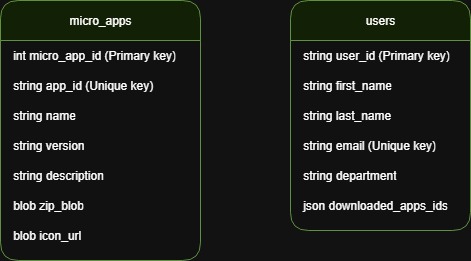 micro_apps
int micro_app_id (Primary key)
string app_id (Unique key)
string name
string version
string description
blob zip_blob
blob icon_url
users
string user_id (Primary key)
string first_name
string last_name
string email (Unique key)
string department
json downloaded_apps_ids